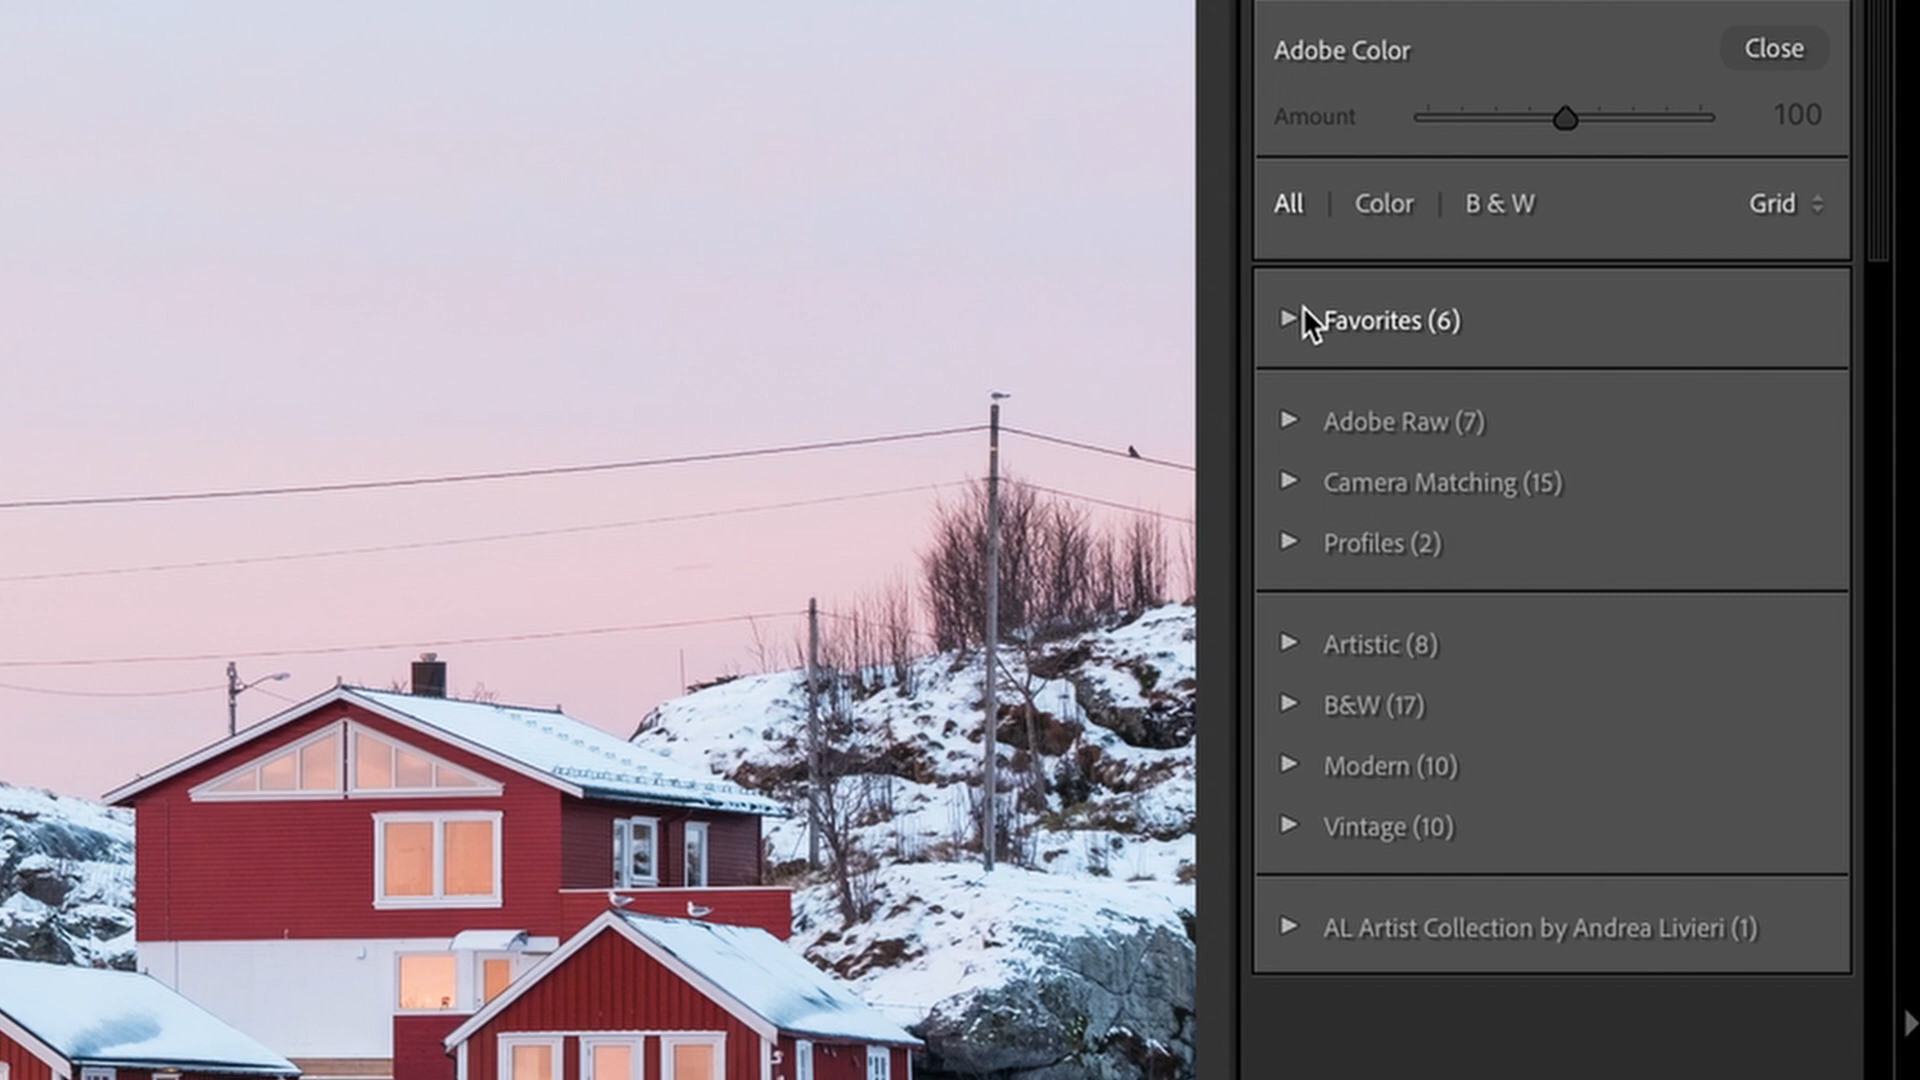 Adobe Color
Close
Amount
100
All | Color | B & W
Grid
Favorites (6)
Adobe Raw (7)
Camera Matching (15)
Profiles (2)
Artistic (8)
B&W (17)
Modern (10)
Vintage (10)
AL Artist Collection by Andrea Livieri (1)